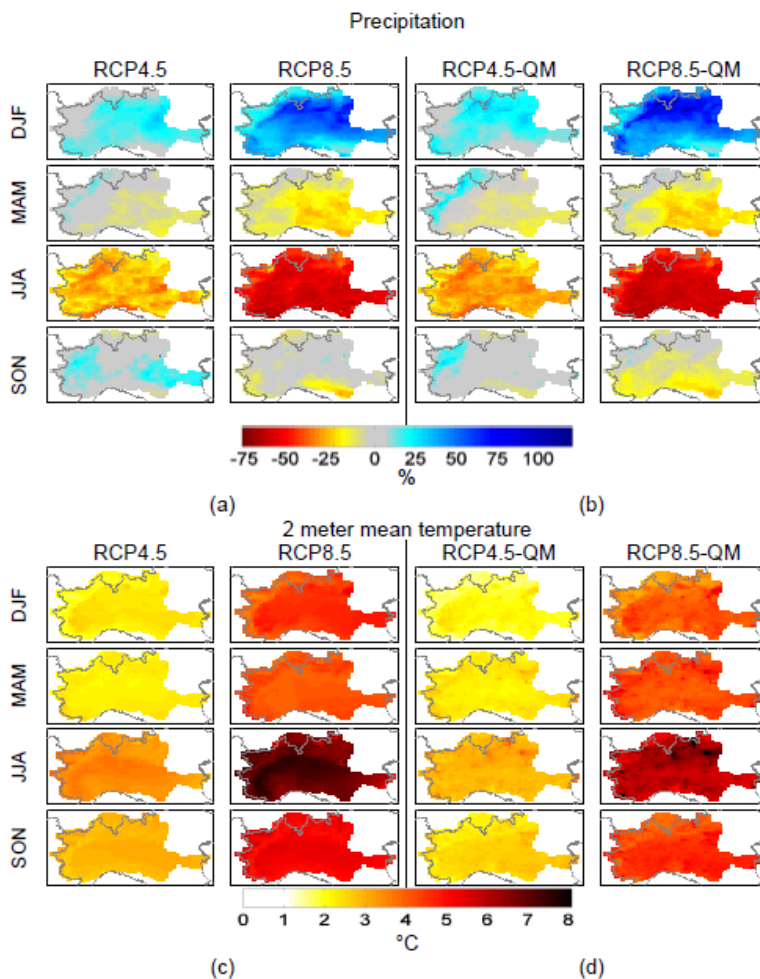 Precipitation
RCP4.5 RCP8.5 RCP4.5-QM RCP8.5-QM
DJF
MAM
JJA
SON
-75 -50 -25 0 25 50 75 100
%
(a) (b)
2 meter mean temperature
RCP4.5 RCP8.5 RCP4.5-QM RCP8.5-QM
DJF
MAM
JJA
SON
0 1 2 3 4 5 6 7 8
°C
(c) (d)